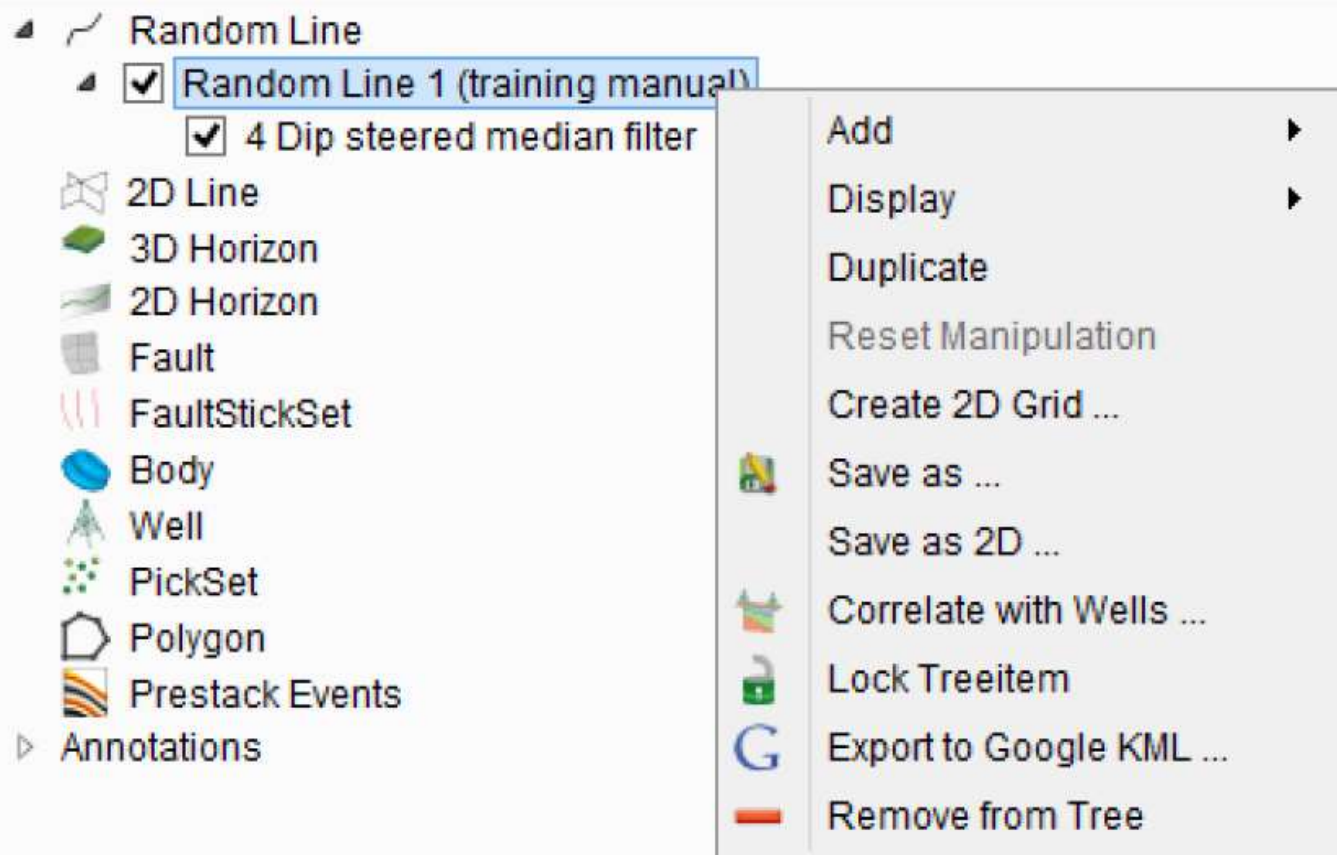 Random Line
Random Line 1 (training manual)
4 Dip steered median filter
2D Line
3D Horizon
2D Horizon
Fault
FaultStickSet
Body
Well
PickSet
Polygon
Prestack Events
Annotations
Add
Display
Duplicate
Reset Manipulation
Create 2D Grid ...
Save as ...
Save as 2D ...
Correlate with Wells ...
Lock Treeitem
Export to Google KML ...
Remove from Tree